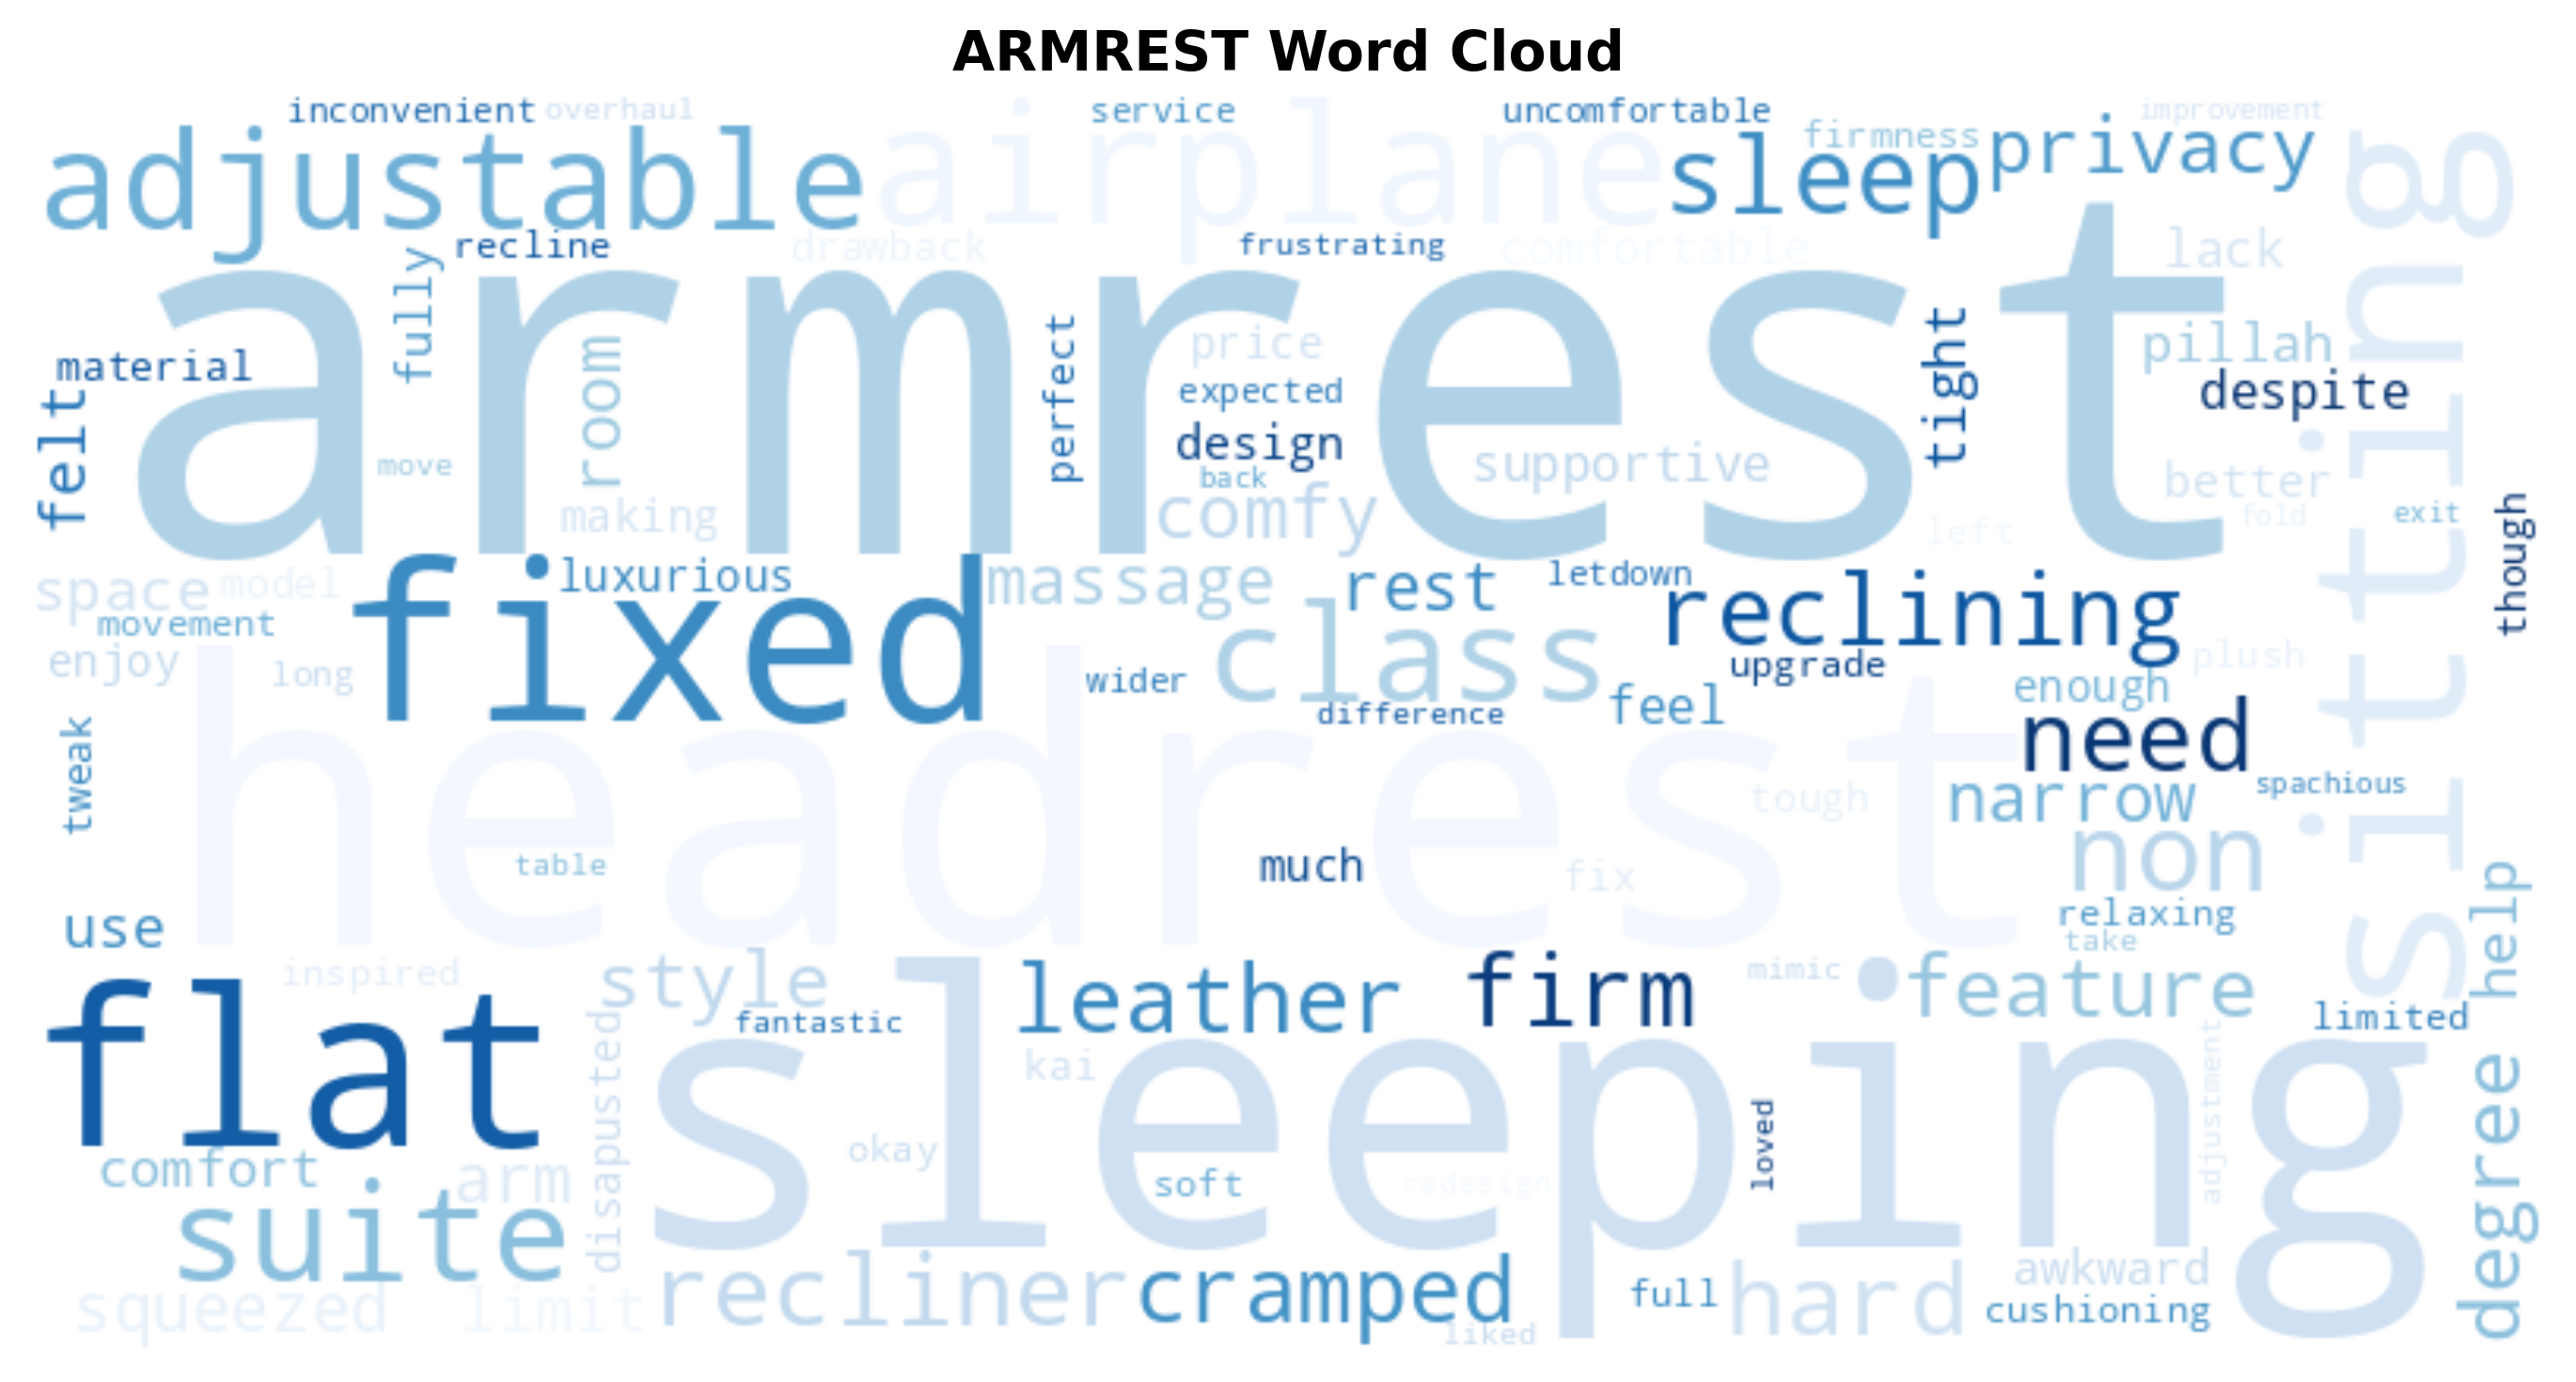 ARMREST Word Cloud
inconvenient
overhaul
service
uncomfortable
improvement
adjustable
airplane
firmness
sleep
privacy
sitting
recline
drawback
frustrating
comfortable
lack
fully
armrest
material
room
perfect
price
tight
pillah
expected
despite
felt
design
move
back
supportive
better
making
comfy
left
fold
exit
though
space
model
luxurious
fixed
massage
rest
letdown
reclining
movement
class
enjoy
long
wider
upgrade
plush
difference
feel
enough
need
tweak
headrest
tough
narrow
spachious
table
much
fix
non
use
relaxing
take
help
inspired
style
leather
firm
mimic
feature
flat
fantastic
limited
disapusted
sleeping
kai
adjustment
degree
comfort
arm
okay
soft
redesign
loved
suite
squeezed
limit
recliner
cramped
full
hard
awkward
cushioning
liked